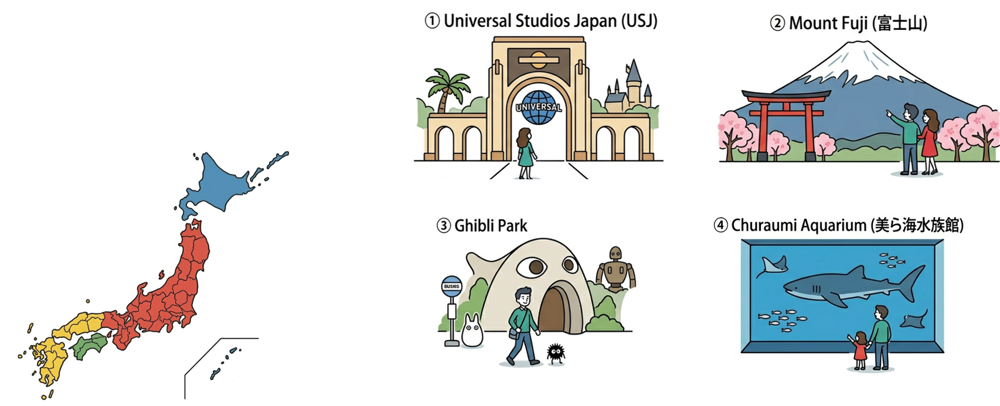 ① Universal Studios Japan (USJ)
② Mount Fuji (富士山)
UNIVERSAL
③ Ghibli Park
④ Churaumi Aquarium (美ら海水族館)